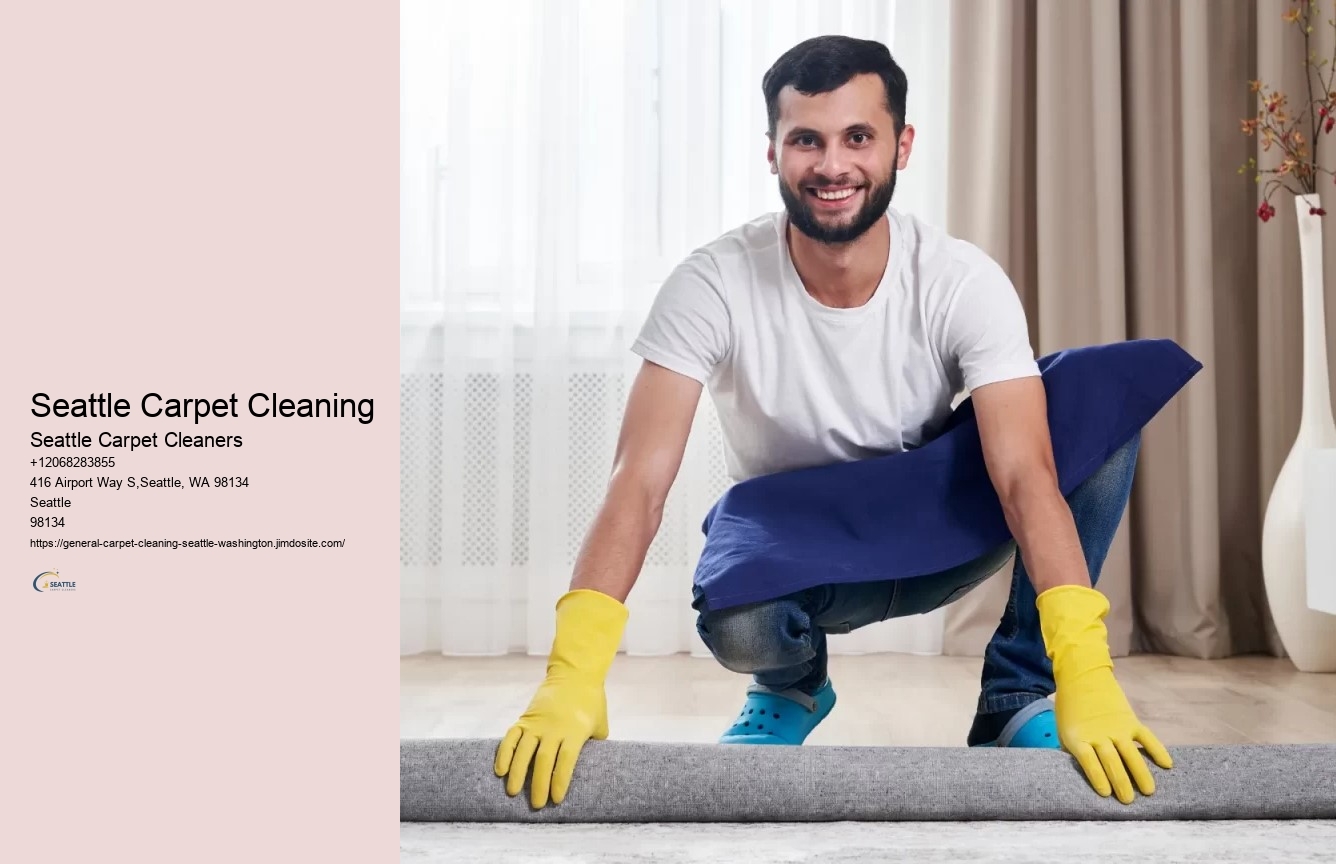 Seattle Carpet Cleaning
Seattle Carpet Cleaners
+12068283855
416 Airport Way S,Seattle, WA 98134
Seattle
98134
https://general-carpet-cleaning-seattle-washington.jimdosite.com/
SEATTLE